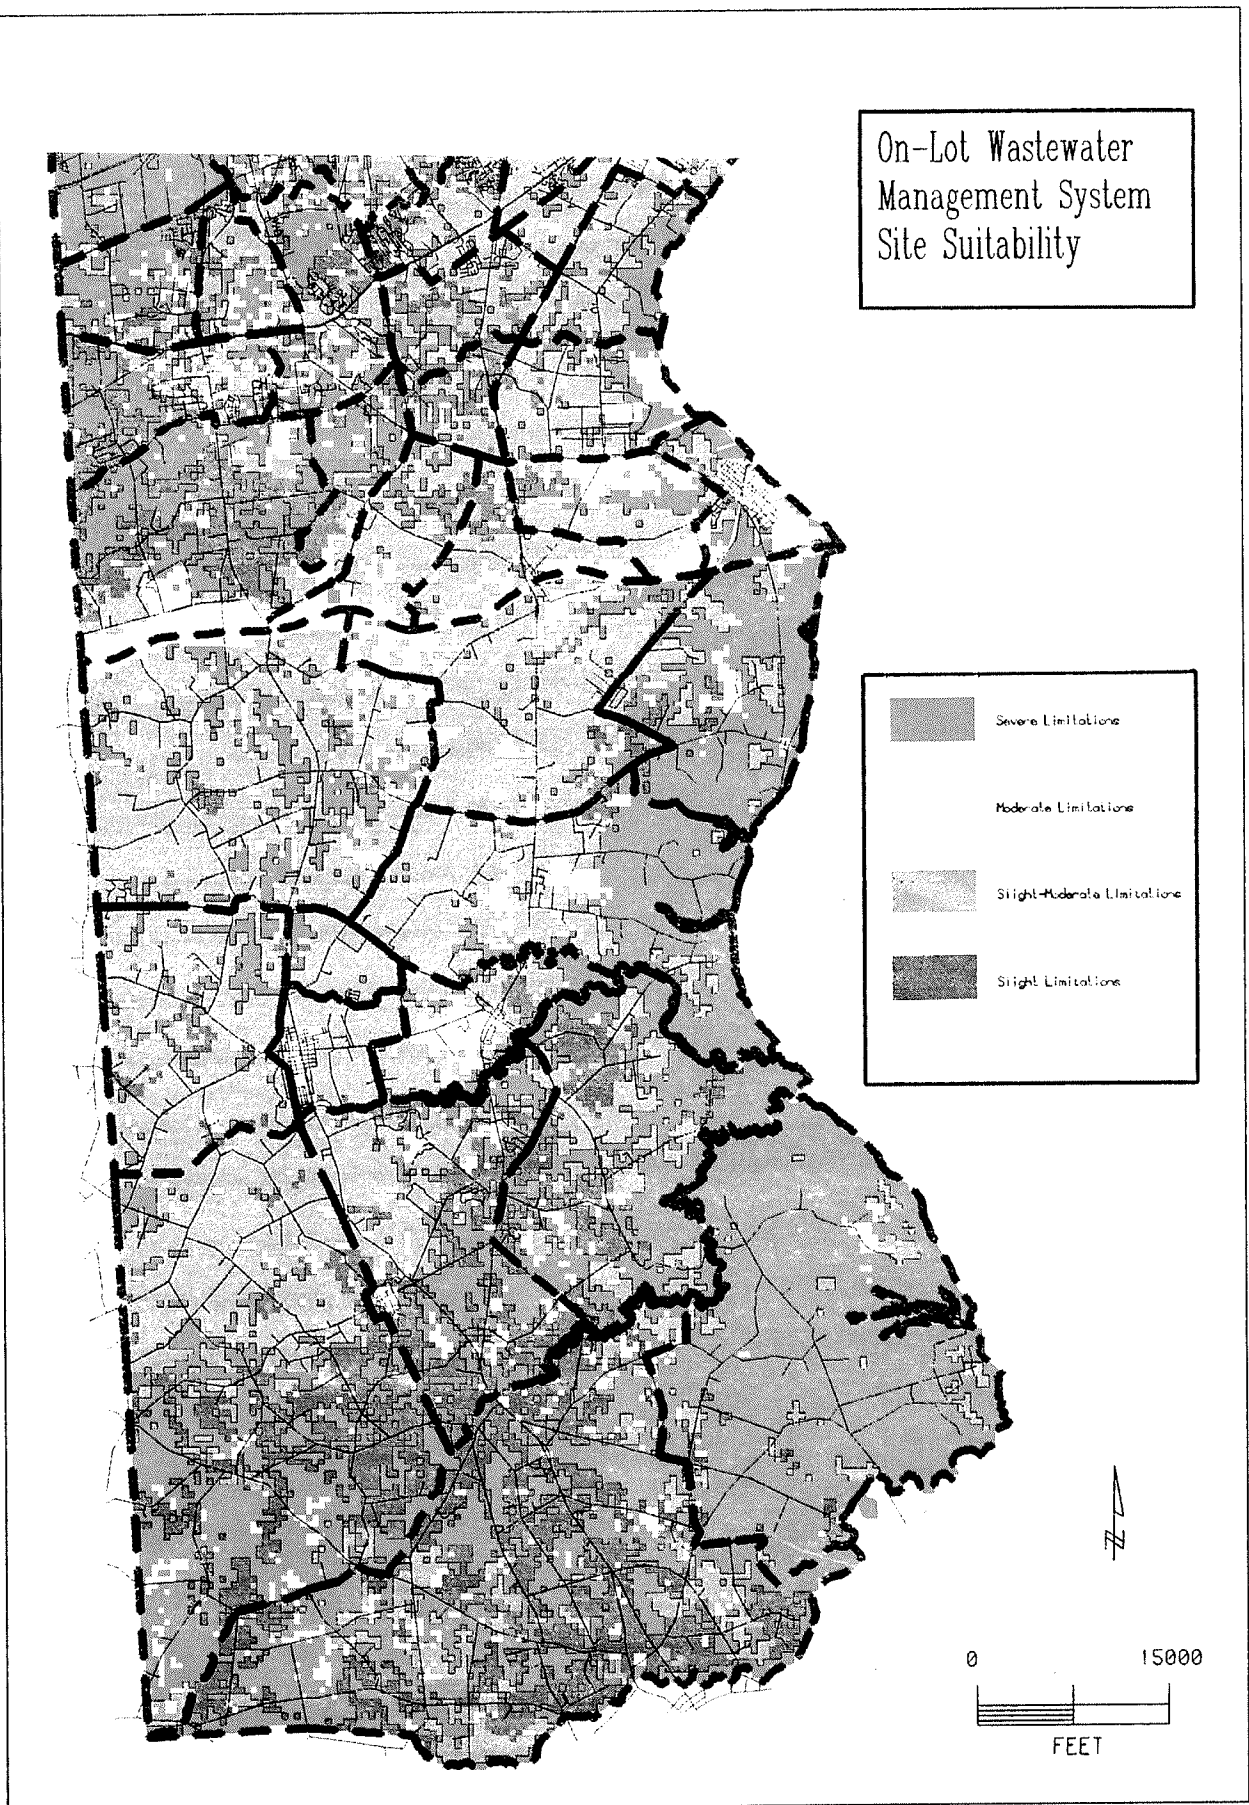 On-Lot Wastewater
Management System
Site Suitability
Severe Limitations
Moderate Limitations
Slight-Moderate Limitations
Slight Limitations
N
0 15000
FEET